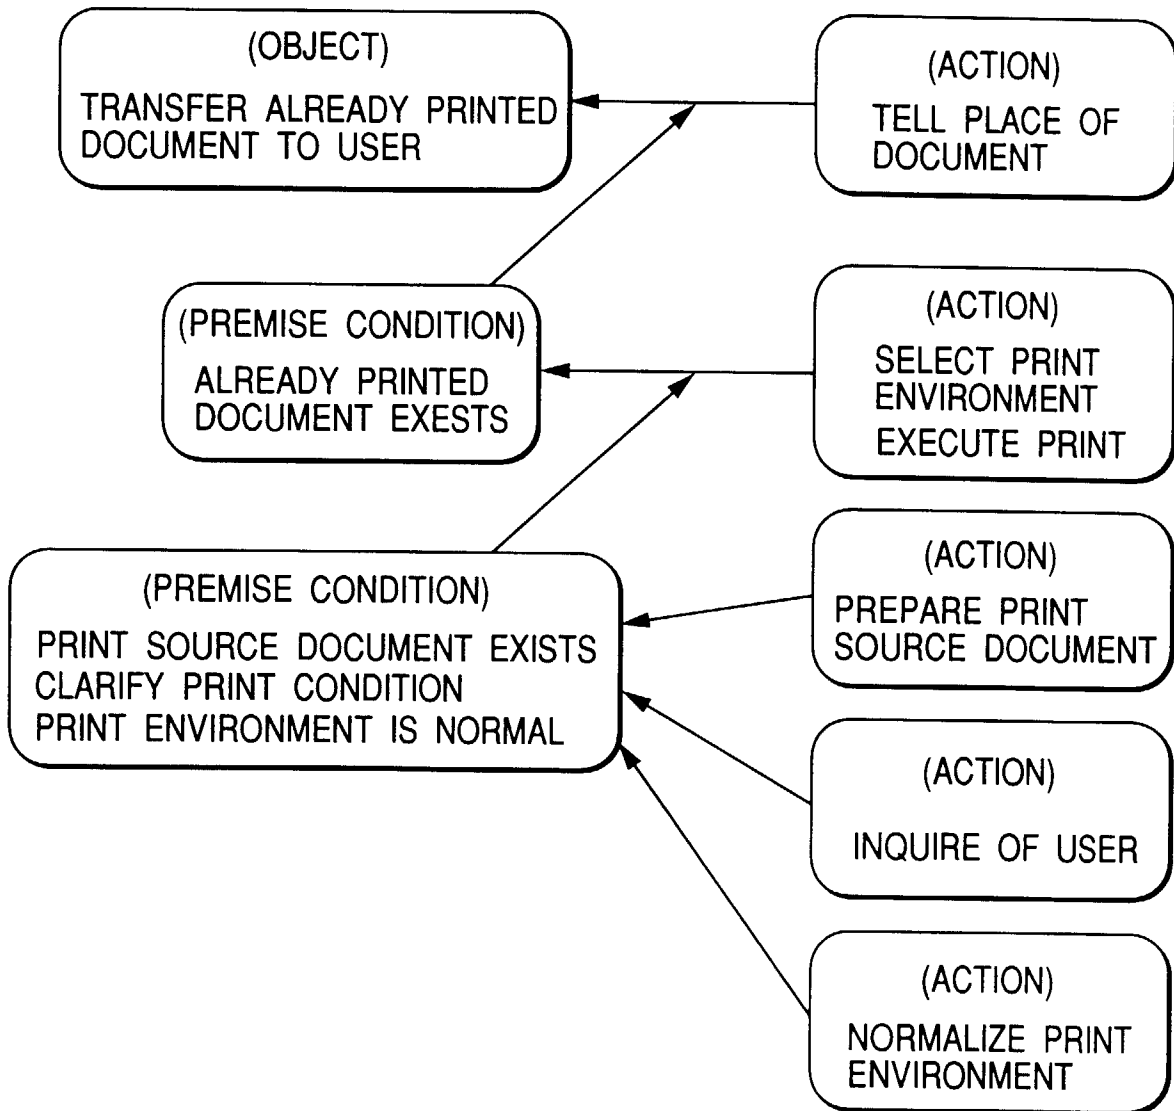 (OBJECT)
TRANSFER ALREADY PRINTED
DOCUMENT TO USER
(ACTION)
TELL PLACE OF
DOCUMENT
(PREMISE CONDITION)
ALREADY PRINTED
DOCUMENT EXESTS
(ACTION)
SELECT PRINT
ENVIRONMENT
EXECUTE PRINT
(PREMISE CONDITION)
PRINT SOURCE DOCUMENT EXISTS
CLARIFY PRINT CONDITION
PRINT ENVIRONMENT IS NORMAL
(ACTION)
PREPARE PRINT
SOURCE DOCUMENT
(ACTION)
INQUIRE OF USER
(ACTION)
NORMALIZE PRINT
ENVIRONMENT